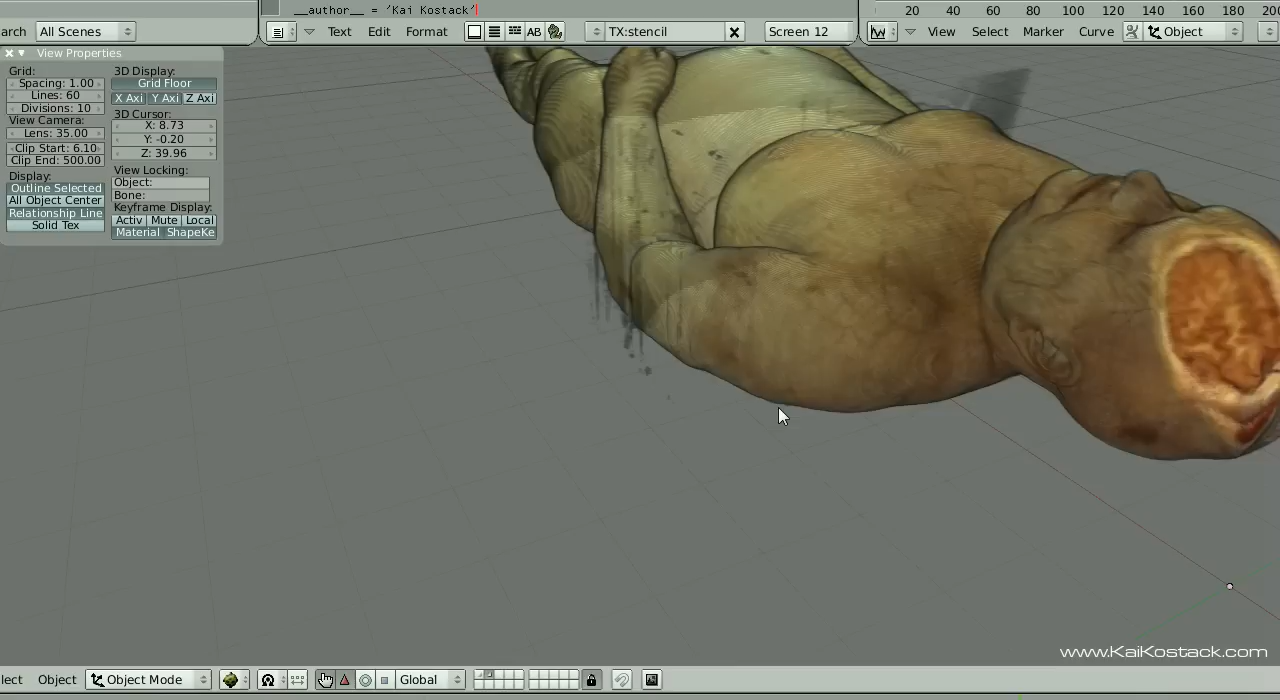 __author__ = 'Kai Kostack'
20 40 60 80 100 120 140 160 180 200
arch All Scenes
Text Edit Format AB TX:stencil Screen 12
View Select Marker Curve Object
View Properties
Grid:
Spacing: 1.00
Lines: 60
Divisions: 10
View Camera:
Lens: 35.00
Clip Start: 6.10
Clip End: 500.00
Display:
Outline Selected
All Object Center
Relationship Line
Solid Tex
3D Display:
Grid Floor
X Axi Y Axi Z Axi
3D Cursor:
X: 8.73
Y: -0.20
Z: 39.96
View Locking:
Object:
Bone:
Keyframe Display:
Activ Mute Local
Material ShapeKe
www.KaiKostack.com
lect Object Object Mode Global